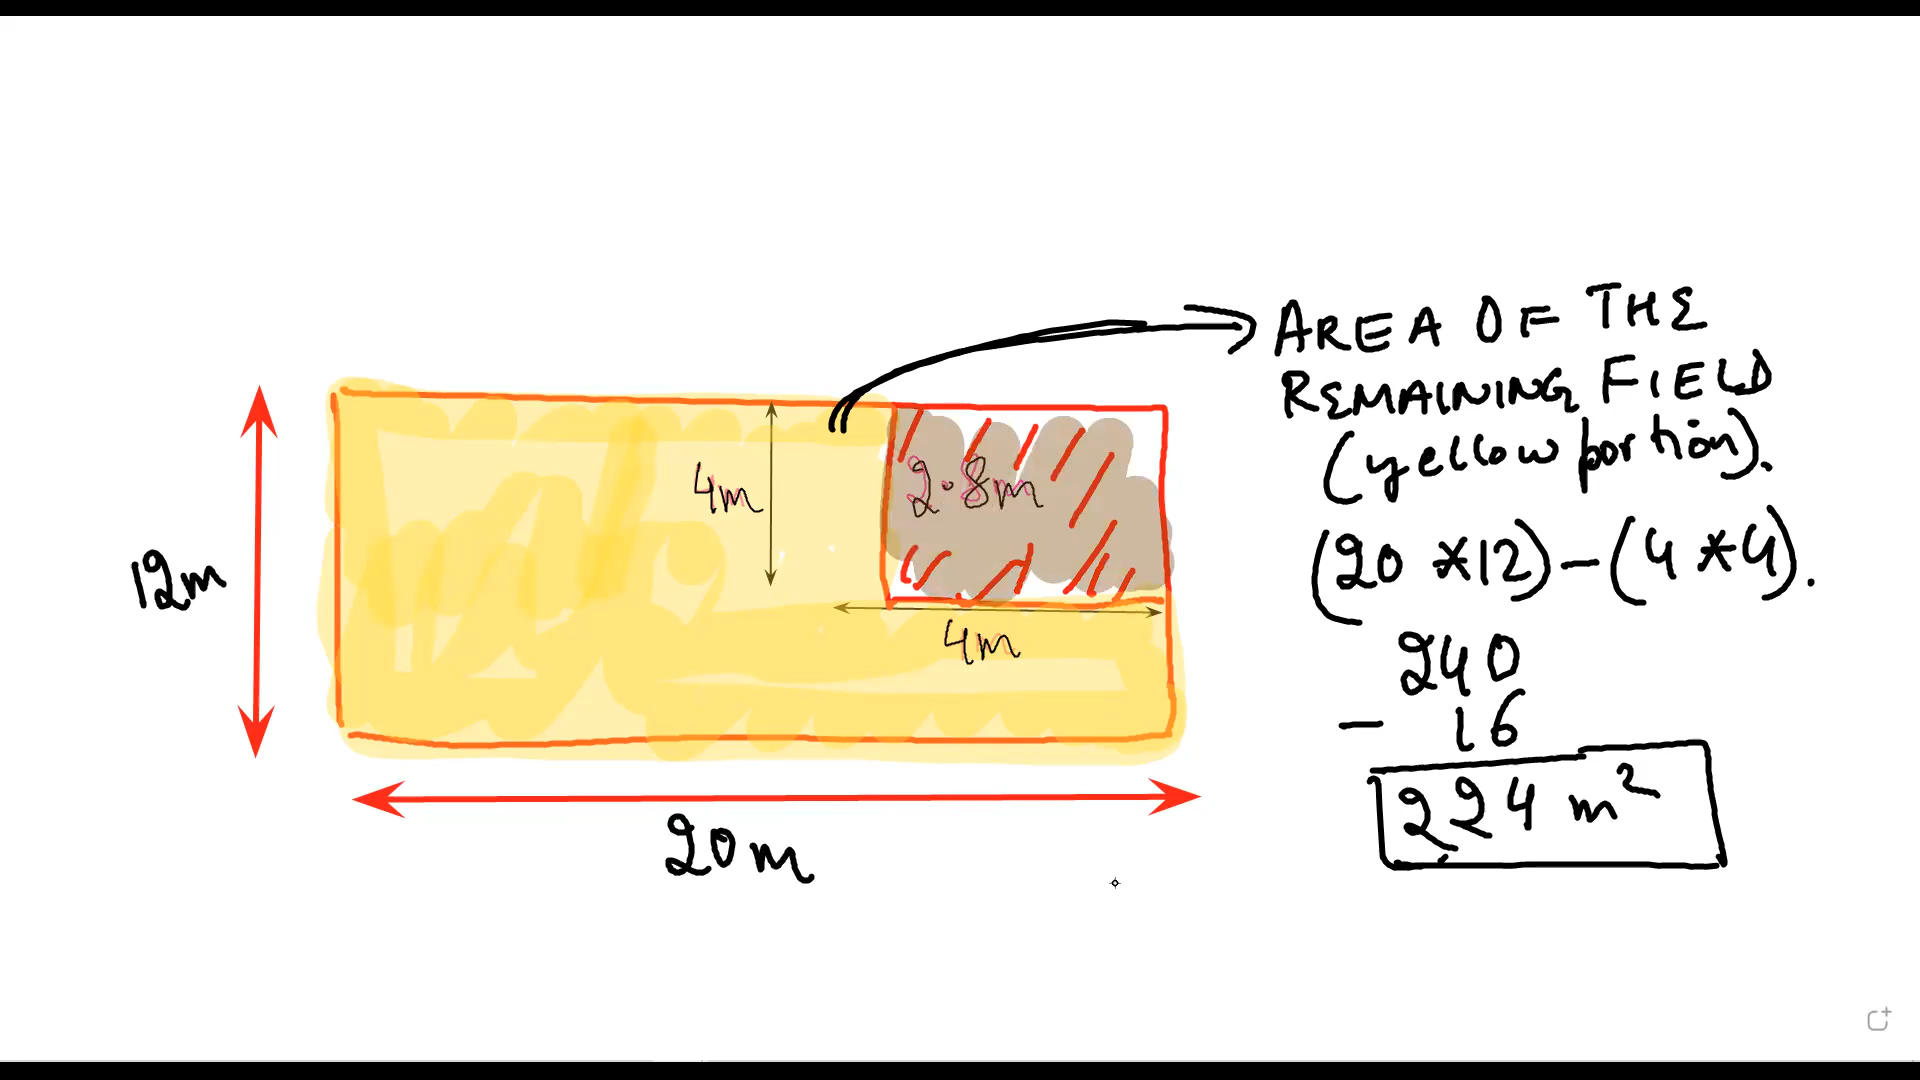 AREA OF THE
REMAINING FIELD
(yellow portion).
(20 *12) - (4 *4).
240
- 16
224 m²
12m
4m
2.8m
4m
20m